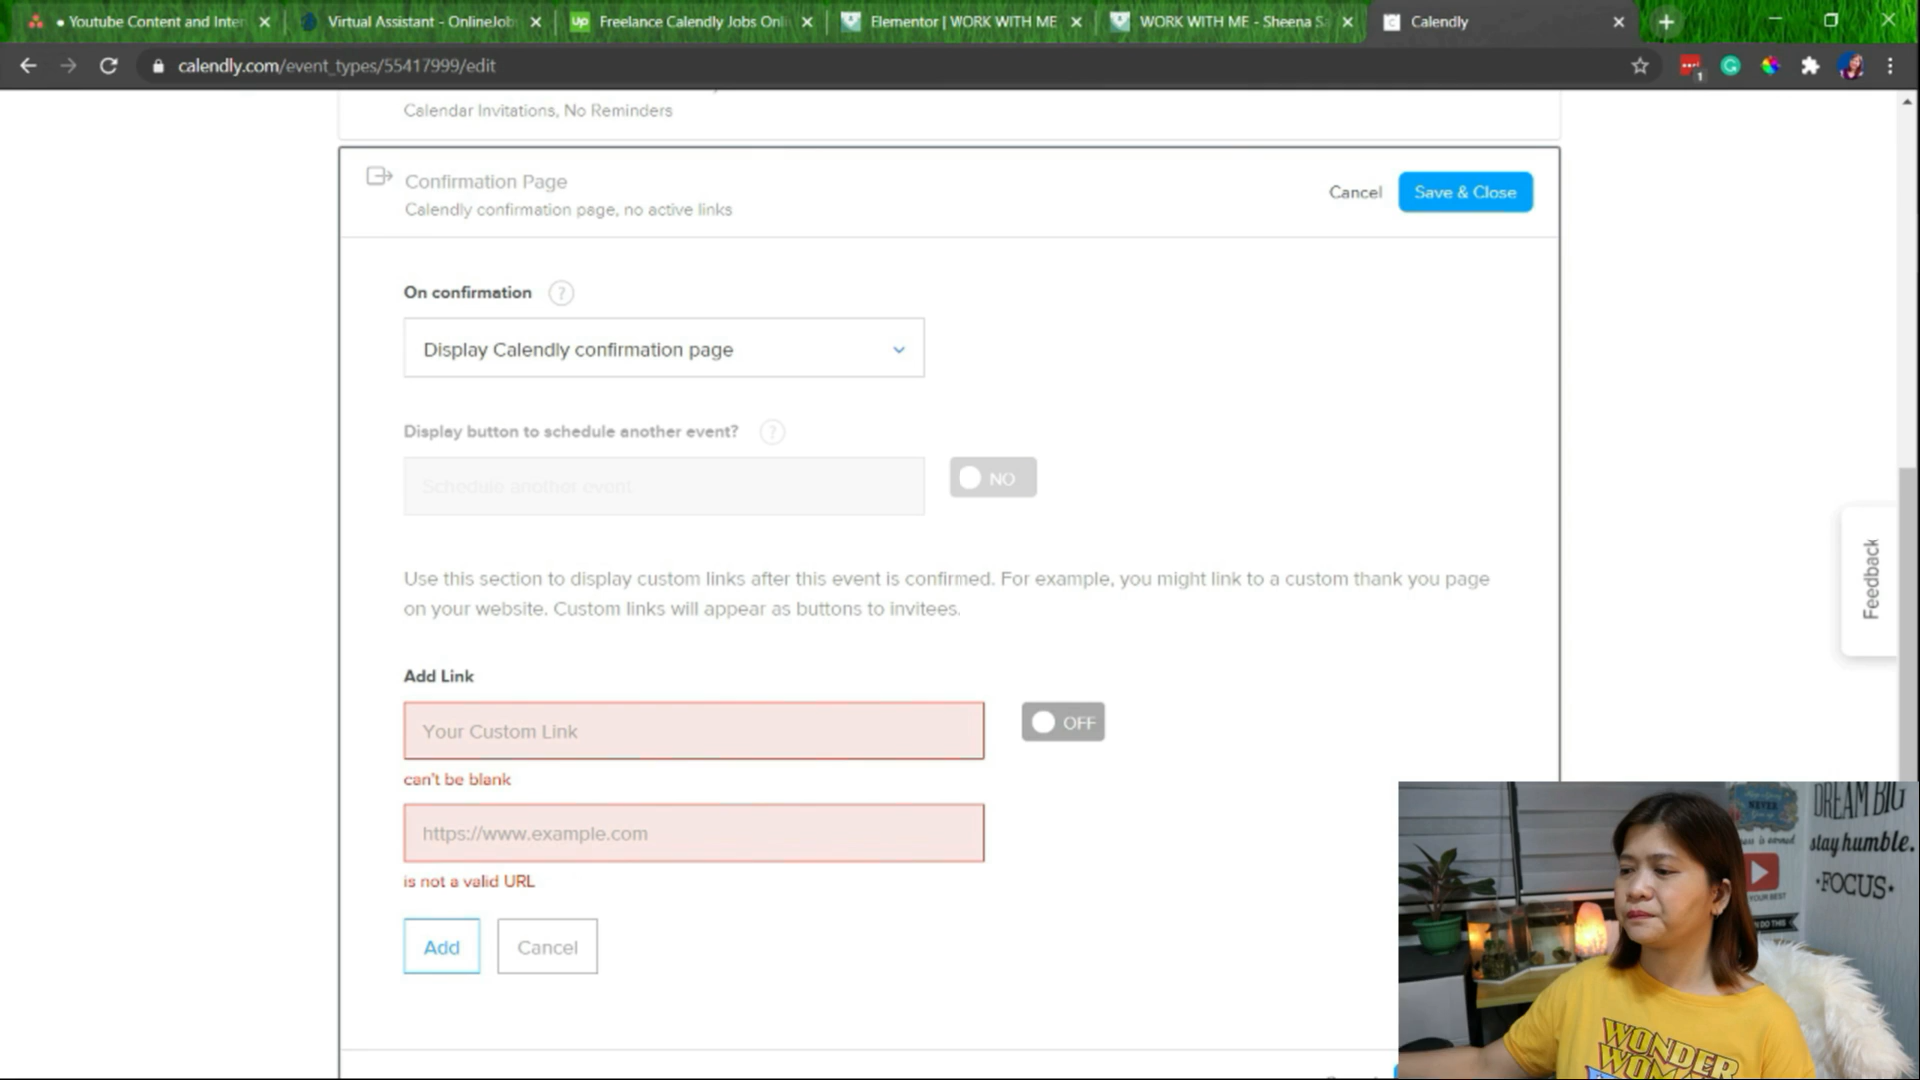 • Youtube Content and Inter
Virtual Assistant - OnlineJob
up Freelance Calendly Jobs Onli
Elementor | WORK WITH ME
WORK WITH ME - Sheena S
Calendly
calendly.com/event_types/55417999/edit
1
Calendar Invitations, No Reminders
Confirmation Page
Calendly confirmation page, no active links
Cancel
Save & Close
On confirmation ?
Display Calendly confirmation page
Display button to schedule another event? ?
Schedule another event
NO
Use this section to display custom links after this event is confirmed. For example, you might link to a custom thank you page
on your website. Custom links will appear as buttons to invitees.
Add Link
Your Custom Link
OFF
can't be blank
https://www.example.com
is not a valid URL
Add
Cancel
Feedback
NEVER
DREAM BIG
stay humble.
•FOCUS•
YOUR BEST
WONDER
WOMA